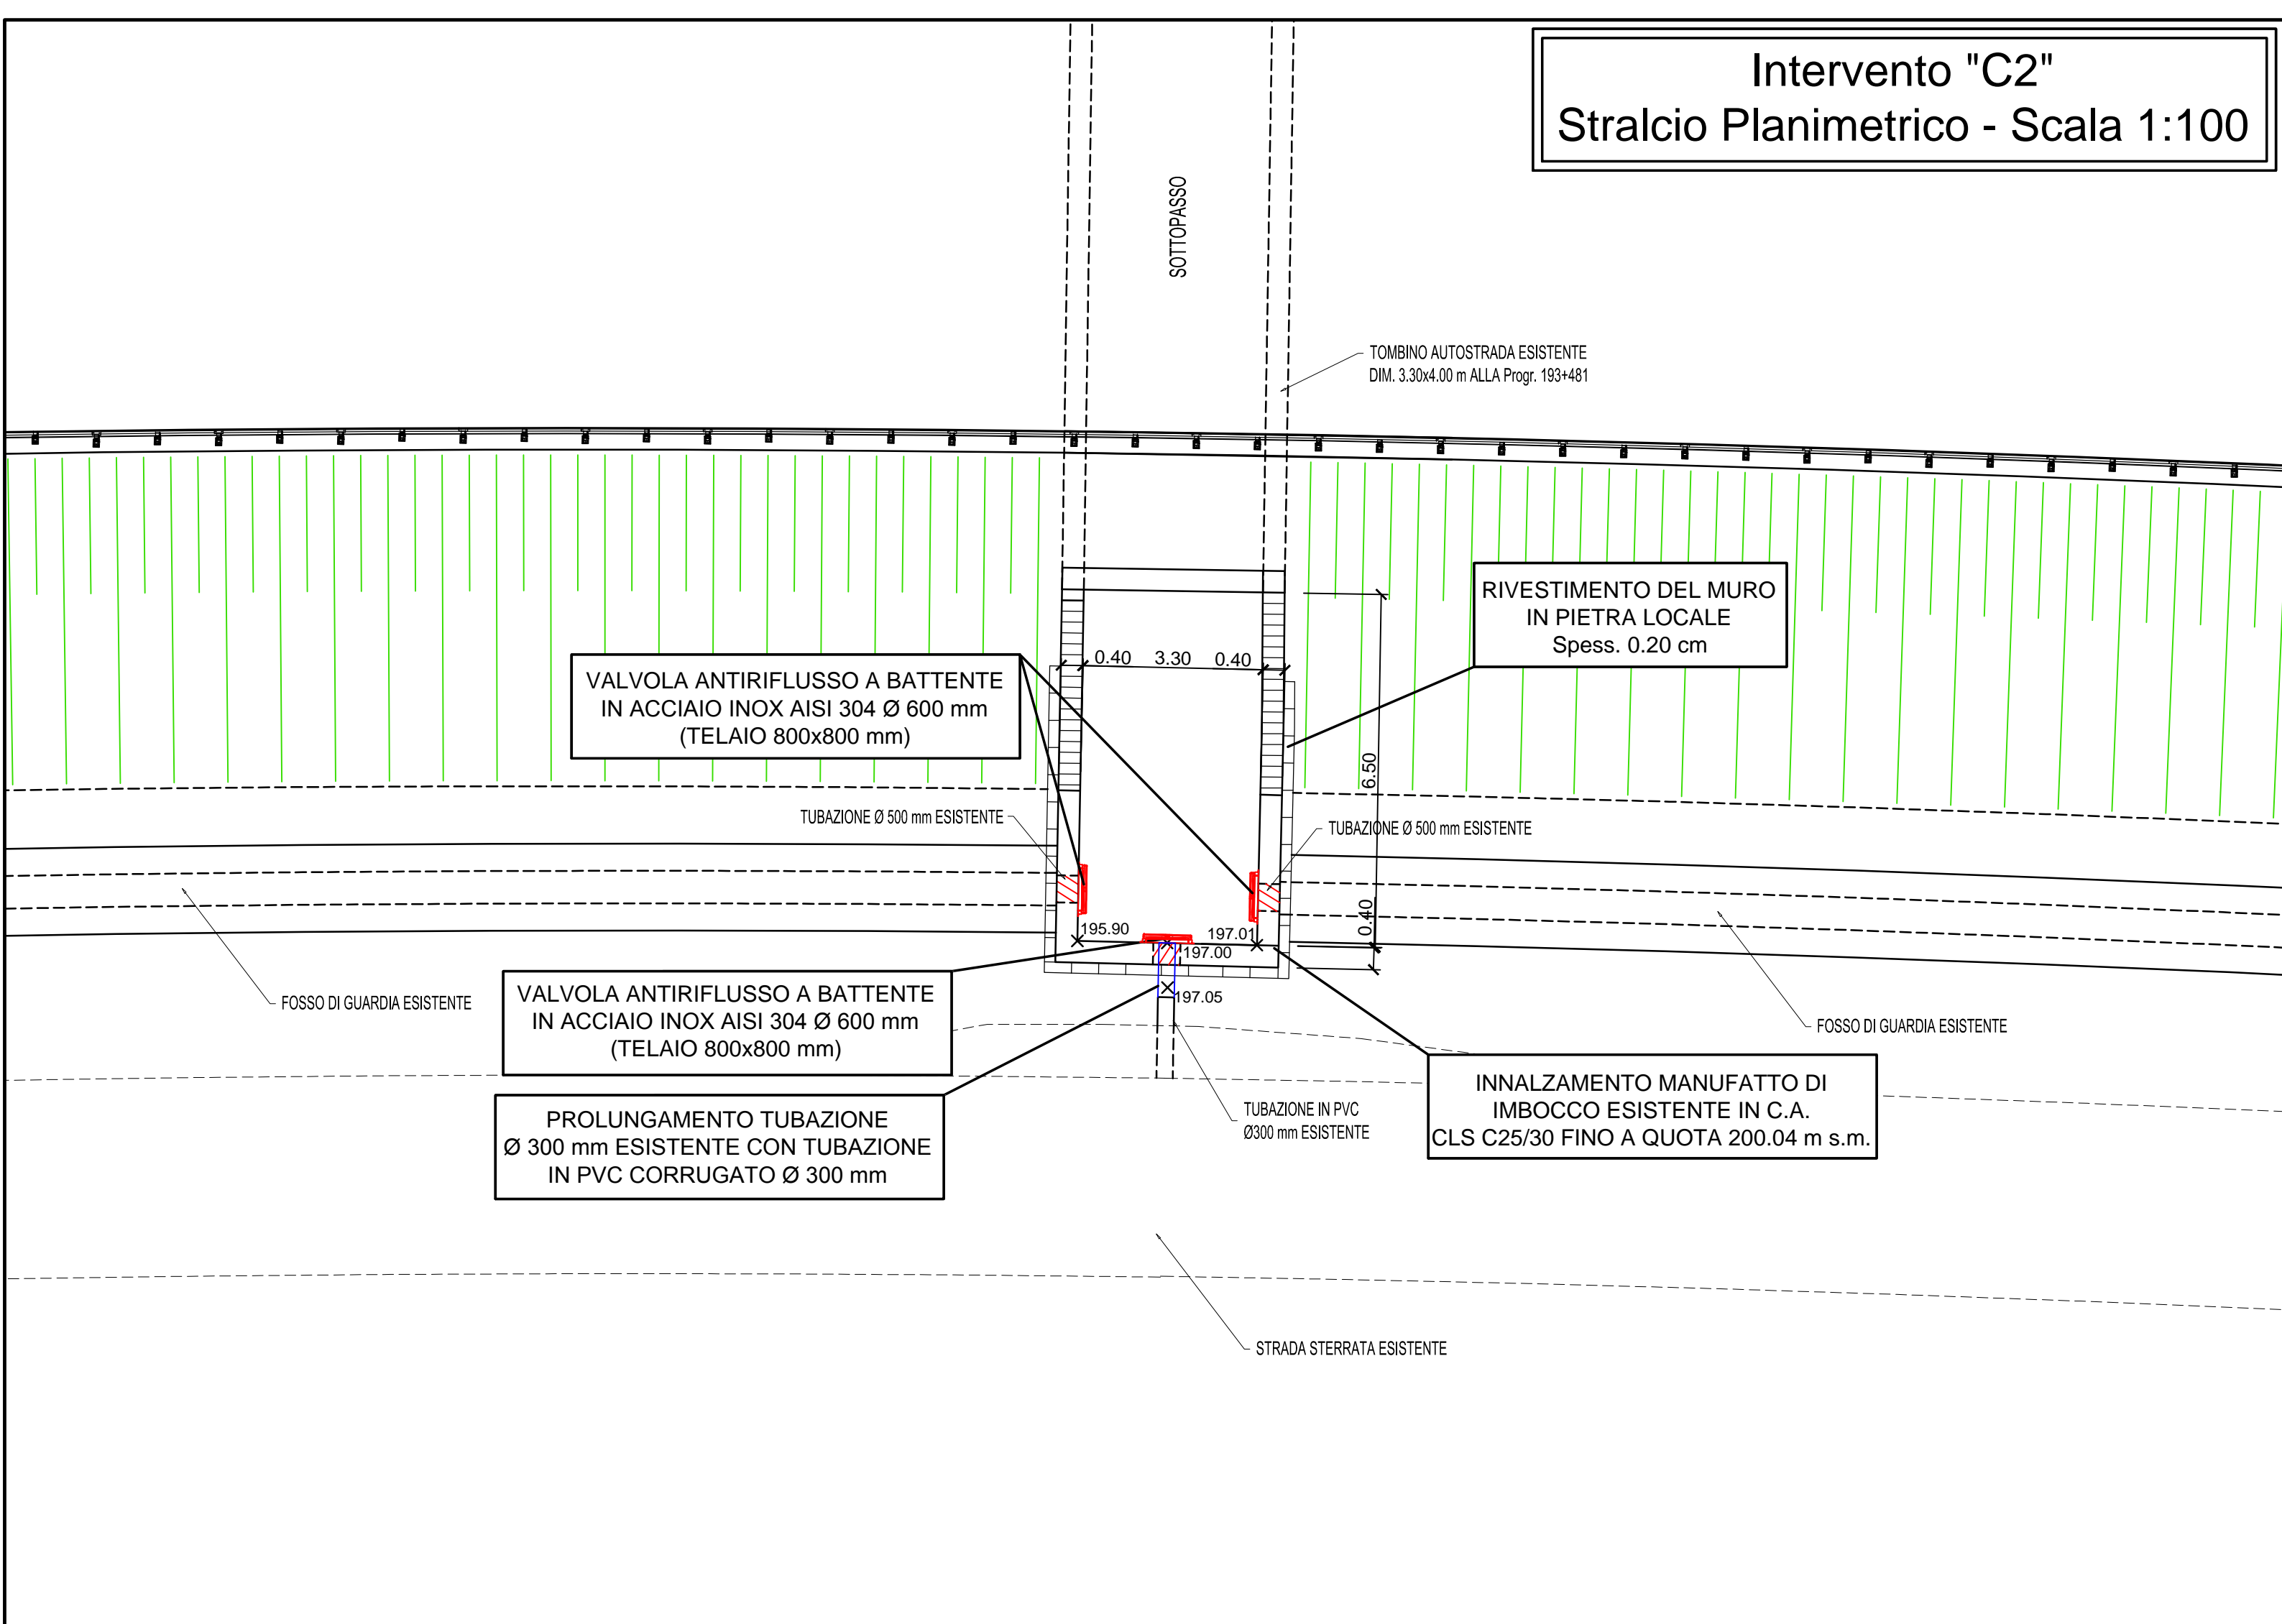 Intervento "C2"
Stralcio Planimetrico - Scala 1:100
SOTTOPASSO
TOMBINO AUTOSTRADA ESISTENTE
DIM. 3.30x4.00 m ALLA Progr. 193+481
RIVESTIMENTO DEL MURO
IN PIETRA LOCALE
Spess. 0.20 cm
0.40 3.30 0.40
VALVOLA ANTIRIFLUSSO A BATTENTE
IN ACCIAIO INOX AISI 304 Ø 600 mm
(TELAIO 800x800 mm)
6.50
TUBAZIONE Ø 500 mm ESISTENTE
TUBAZIONE Ø 500 mm ESISTENTE
0.40
195.90
197.01
197.00
197.05
FOSSO DI GUARDIA ESISTENTE
VALVOLA ANTIRIFLUSSO A BATTENTE
IN ACCIAIO INOX AISI 304 Ø 600 mm
(TELAIO 800x800 mm)
FOSSO DI GUARDIA ESISTENTE
PROLUNGAMENTO TUBAZIONE
Ø 300 mm ESISTENTE CON TUBAZIONE
IN PVC CORRUGATO Ø 300 mm
TUBAZIONE IN PVC
Ø300 mm ESISTENTE
INNALZAMENTO MANUFATTO DI
IMBOCCO ESISTENTE IN C.A.
CLS C25/30 FINO A QUOTA 200.04 m s.m.
STRADA STERRATA ESISTENTE